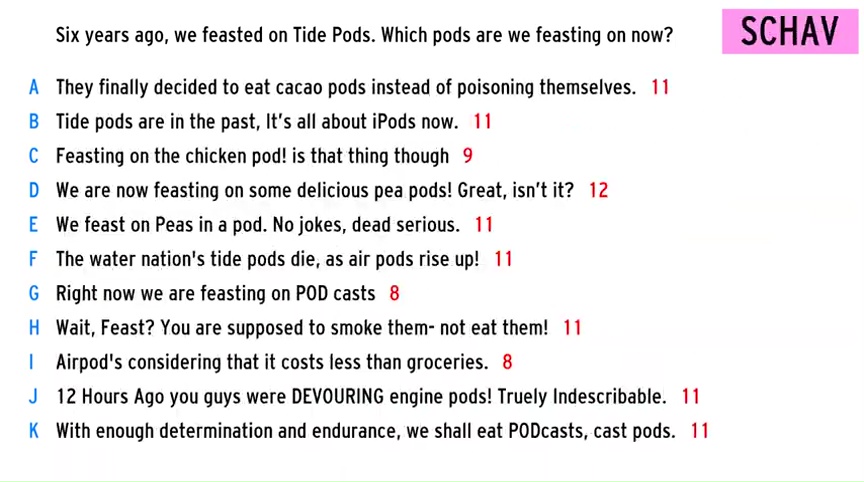 Six years ago, we feasted on Tide Pods. Which pods are we feasting on now?
SCHAV
A They finally decided to eat cacao pods instead of poisoning themselves. 11
B Tide pods are in the past, It's all about iPods now. 11
C Feasting on the chicken pod! is that thing though 9
D We are now feasting on some delicious pea pods! Great, isn't it? 12
E We feast on Peas in a pod. No jokes, dead serious. 11
F The water nation's tide pods die, as air pods rise up! 11
G Right now we are feasting on POD casts 8
H Wait, Feast? You are supposed to smoke them- not eat them! 11
I Airpod's considering that it costs less than groceries. 8
J 12 Hours Ago you guys were DEVOURING engine pods! Truely Indescribable. 11
K With enough determination and endurance, we shall eat PODcasts, cast pods. 11